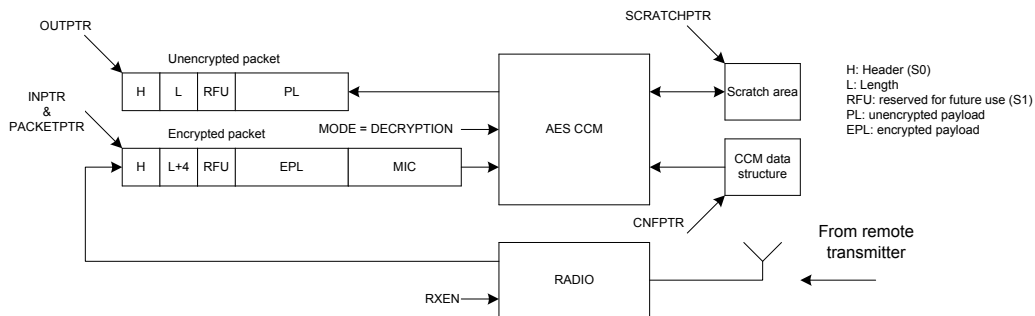 OUTPTR
SCRATCHPTR
Unencrypted packet
H L RFU PL
INPTR
&
PACKETPTR
Encrypted packet
H L+4 RFU EPL MIC
MODE = DECRYPTION
AES CCM
Scratch area
CCM data
structure
CNFPTR
H: Header (S0)
L: Length
RFU: reserved for future use (S1)
PL: unencrypted payload
EPL: encrypted payload
From remote
transmitter
RADIO
RXEN